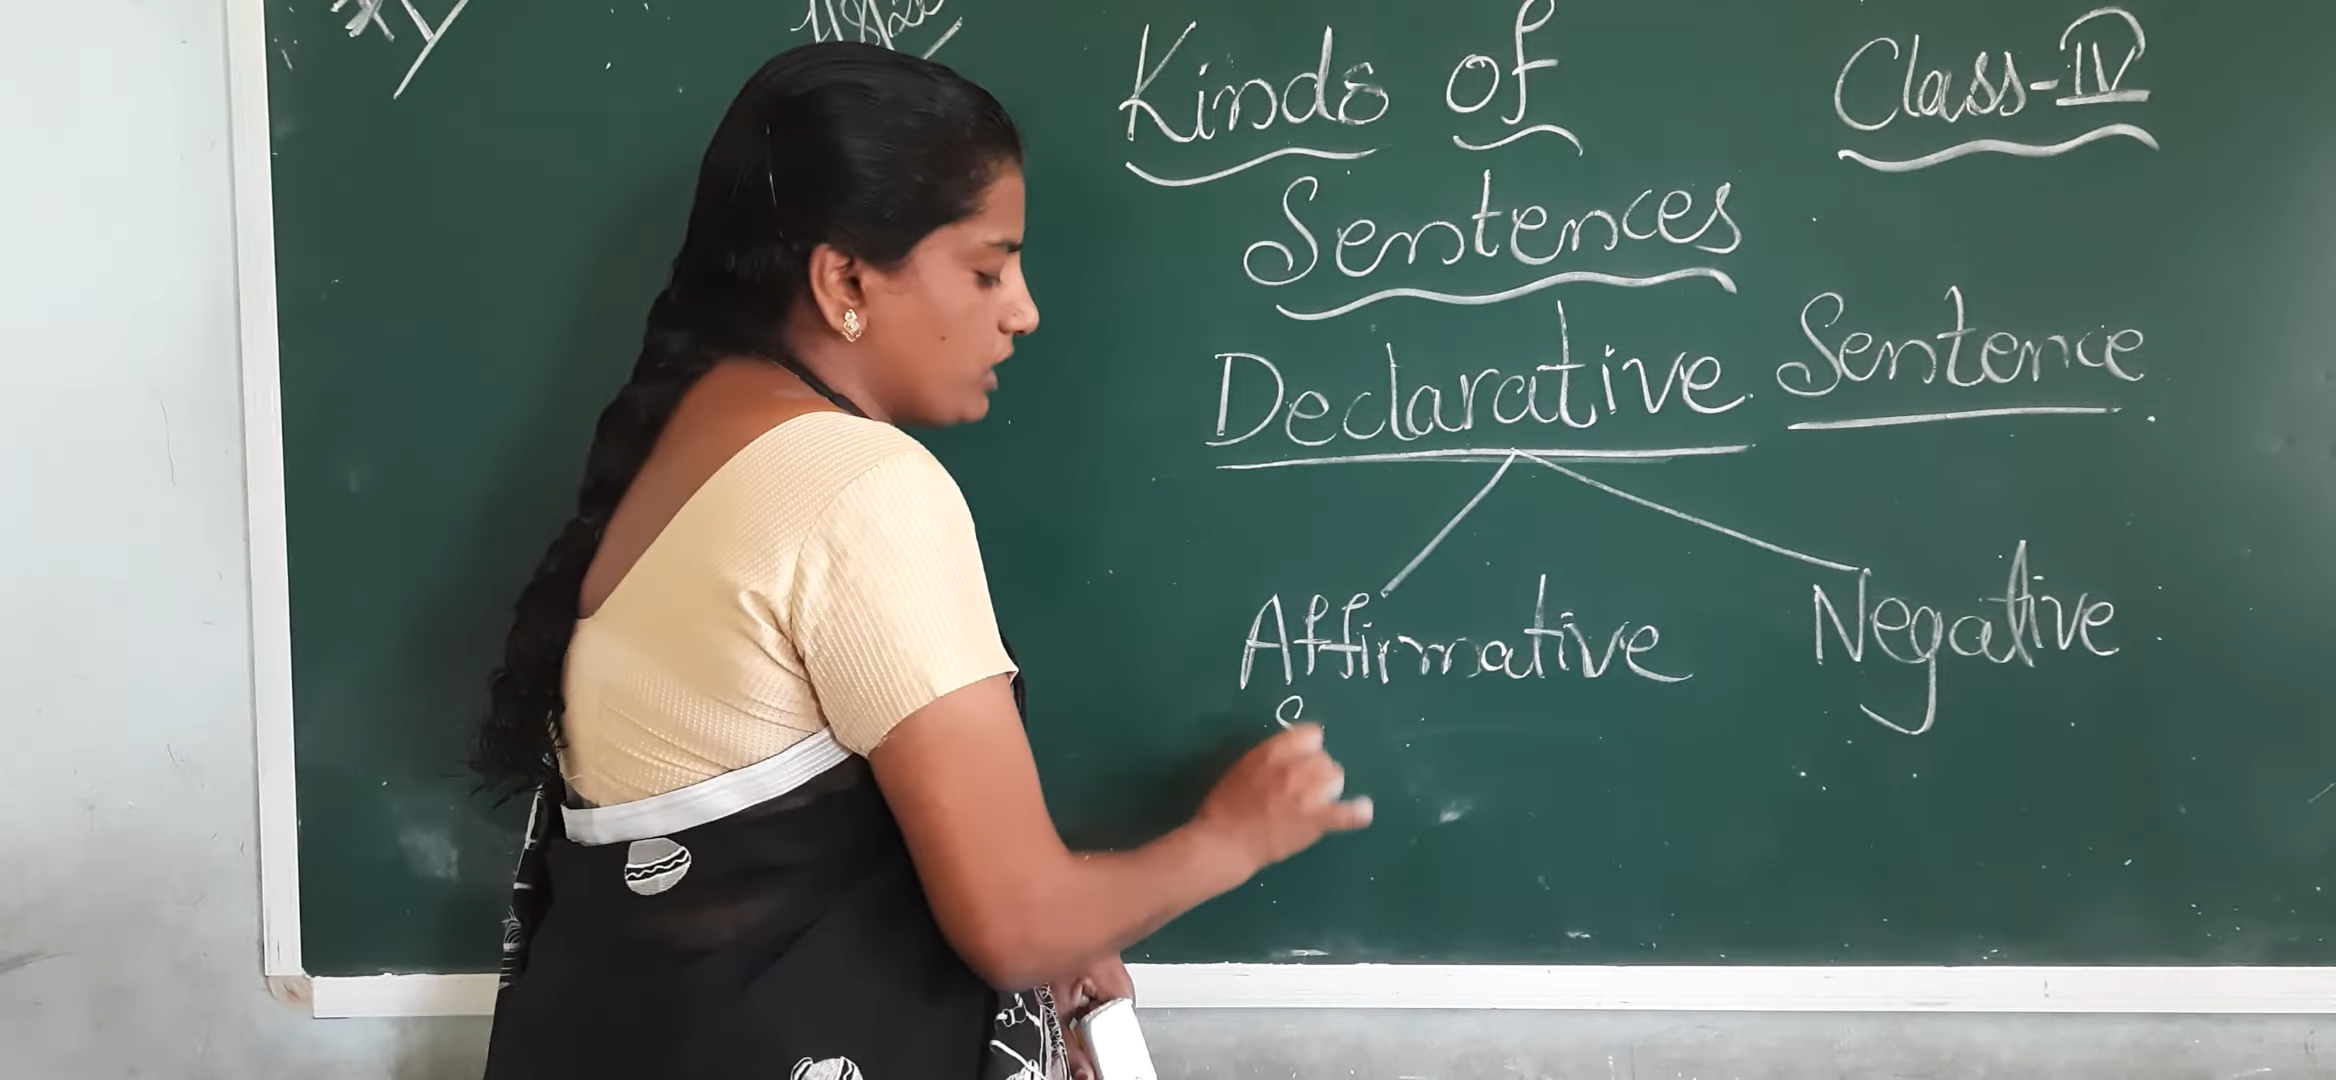 Kinds of
Class-IV
Sentences
Declarative Sentence
Affirmative Negative
S